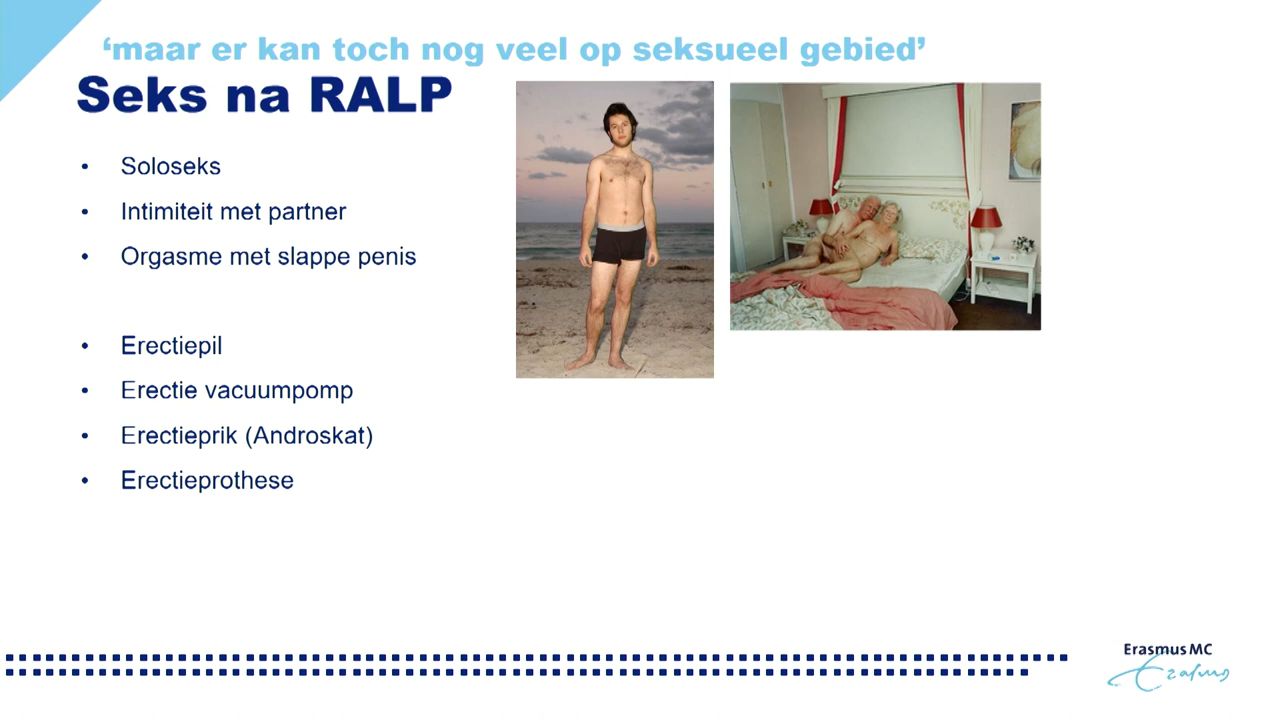 ‘maar er kan toch nog veel op seksueel gebied’
Seks na RALP
• Soloseks
• Intimiteit met partner
• Orgasme met slappe penis
• Erectiepil
• Erectie vacuumpomp
• Erectieprik (Androskat)
• Erectieprothese
Erasmus MC
Erasmus